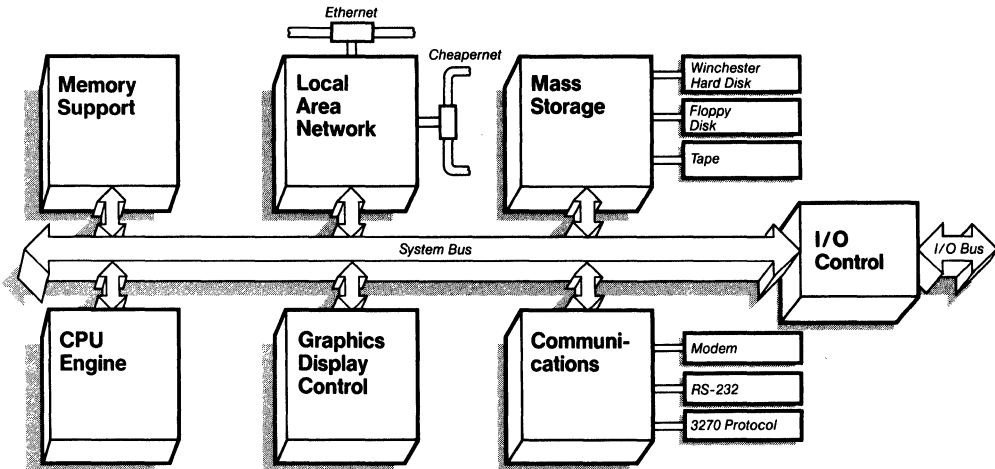 Ethernet
Cheapernet
Memory
Support
Local
Area
Network
Mass
Storage
Winchester
Hard Disk
Floppy
Disk
Tape
System Bus
I/O
Control
I/O Bus
CPU
Engine
Graphics
Display
Control
Communi-
cations
Modem
RS-232
3270 Protocol